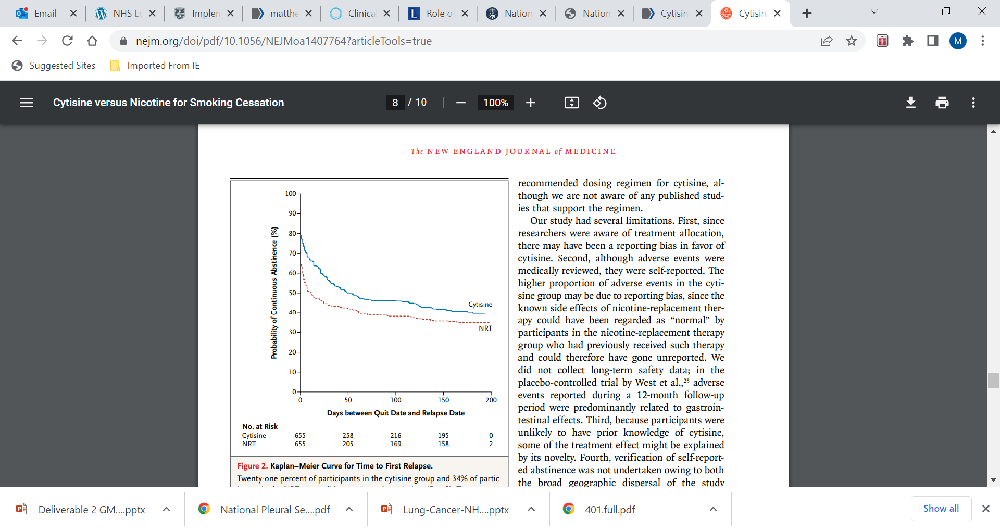 Email -
NHS Lo
Implen
matthe
Clinica
Role of
Nation
Nation
Cytisin
Cytisin
nejm.org/doi/pdf/10.1056/NEJMoa1407764?articleTools=true
M
Suggested Sites
Imported From IE
Cytisine versus Nicotine for Smoking Cessation
8 / 10
100%
The NEW ENGLAND JOURNAL of MEDICINE
100
90
80
70
60
50
40
30
20
10
0
Probability of Continuous Abstinence (%)
Cytisine
NRT
0 50 100 150 200
Days between Quit Date and Relapse Date
No. at Risk
Cytisine 655 258 216 195 0
NRT 655 205 169 158 2
Figure 2. Kaplan–Meier Curve for Time to First Relapse.
Twenty-one percent of participants in the cytisine group and 34% of partic-
recommended dosing regimen for cytisine, al-
though we are not aware of any published stud-
ies that support the regimen.
Our study had several limitations. First, since
researchers were aware of treatment allocation,
there may have been a reporting bias in favor of
cytisine. Second, although adverse events were
medically reviewed, they were self-reported. The
higher proportion of adverse events in the cyti-
sine group may be due to reporting bias, since the
known side effects of nicotine-replacement ther-
apy could have been regarded as “normal” by
participants in the nicotine-replacement therapy
group who had previously received such therapy
and could therefore have gone unreported. We
did not collect long-term safety data; in the
placebo-controlled trial by West et al.,25 adverse
events reported during a 12-month follow-up
period were predominantly related to gastroin-
testinal effects. Third, because participants were
unlikely to have prior knowledge of cytisine,
some of the treatment effect might be explained
by its novelty. Fourth, verification of self-report-
ed abstinence was not undertaken owing to both
the broad geographic dispersal of the study
Deliverable 2 GM....pptx
National Pleural Se....pdf
Lung-Cancer-NH....pptx
401.full.pdf
Show all